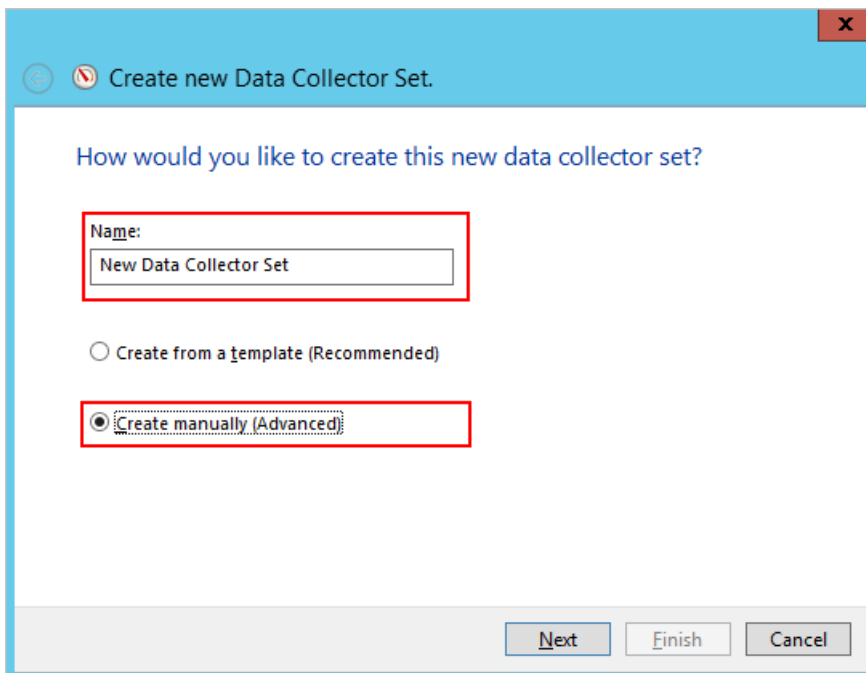 x
Create new Data Collector Set.
How would you like to create this new data collector set?
Name:
New Data Collector Set
Create from a template (Recommended)
Create manually (Advanced)
Next
Finish
Cancel